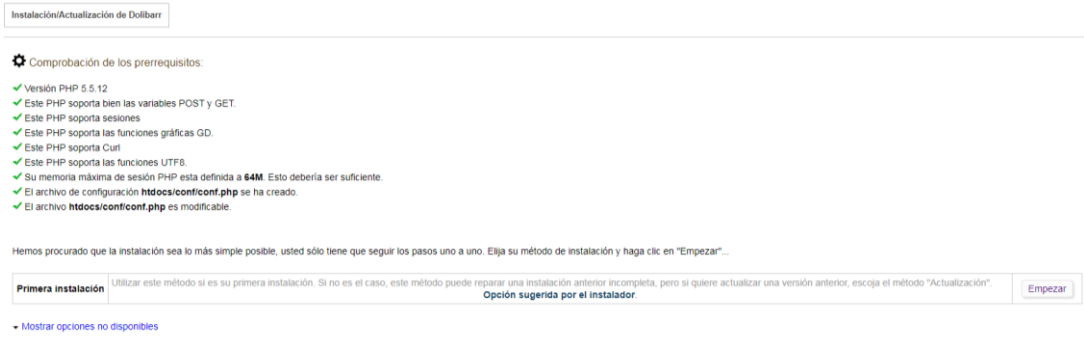 Instalación/Actualización de Dolibarr
Comprobación de los prerrequisitos:
Versión PHP 5.5.12
Este PHP soporta bien las variables POST y GET.
Este PHP soporta sesiones
Este PHP soporta las funciones gráficas GD.
Este PHP soporta Curl
Este PHP soporta las funciones UTF8.
Su memoria máxima de sesión PHP esta definida a 64M. Esto debería ser suficiente.
El archivo de configuración htdocs/conf/conf.php se ha creado.
El archivo htdocs/conf/conf.php es modificable.
Hemos procurado que la instalación sea lo más simple posible, usted sólo tiene que seguir los pasos uno a uno. Elija su método de instalación y haga clic en "Empezar"...
Primera instalación
Utilizar este método si es su primera instalación. Si no es el caso, este método puede reparar una instalación anterior incompleta, pero si quiere actualizar una versión anterior, escoja el método "Actualización".
Opción sugerida por el instalador.
Empezar
Mostrar opciones no disponibles